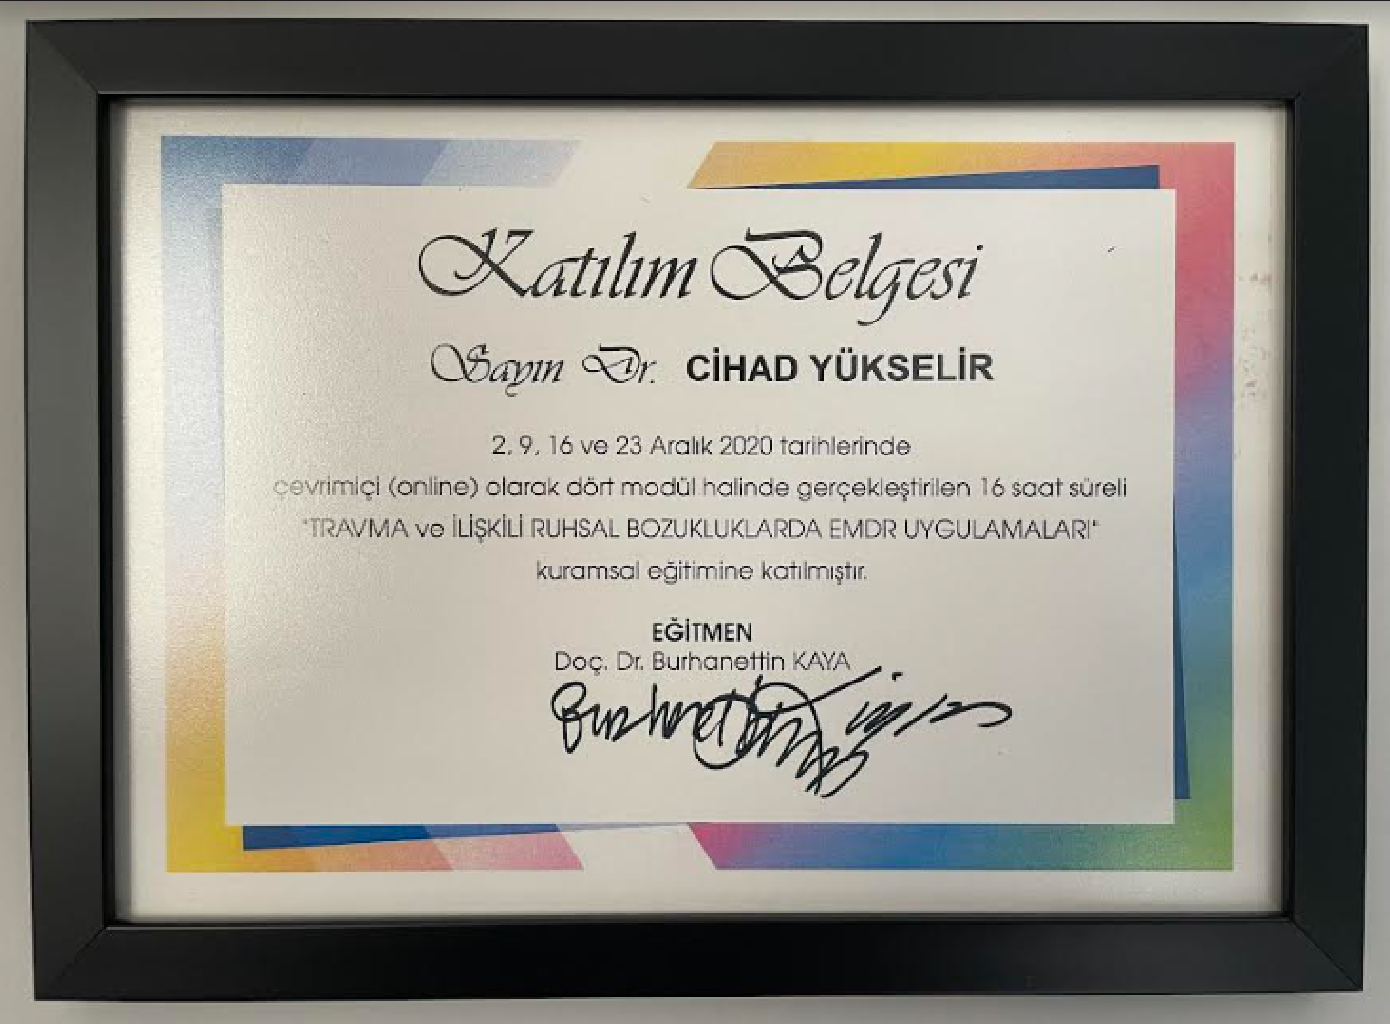 Katılım Belgesi
Sayın Dr. CİHAD YÜKSELİR
2, 9, 16 ve 23 Aralık 2020 tarihlerinde
çevrimiçi (online) olarak dört modül halinde gerçekleştirilen 16 saat süreli
"TRAVMA ve İLİŞKİLİ RUHSAL BOZUKLUKLARDA EMDR UYGULAMALARI"
kuramsal eğitimine katılmıştır.
EĞİTMEN
Doç. Dr. Burhanettin KAYA